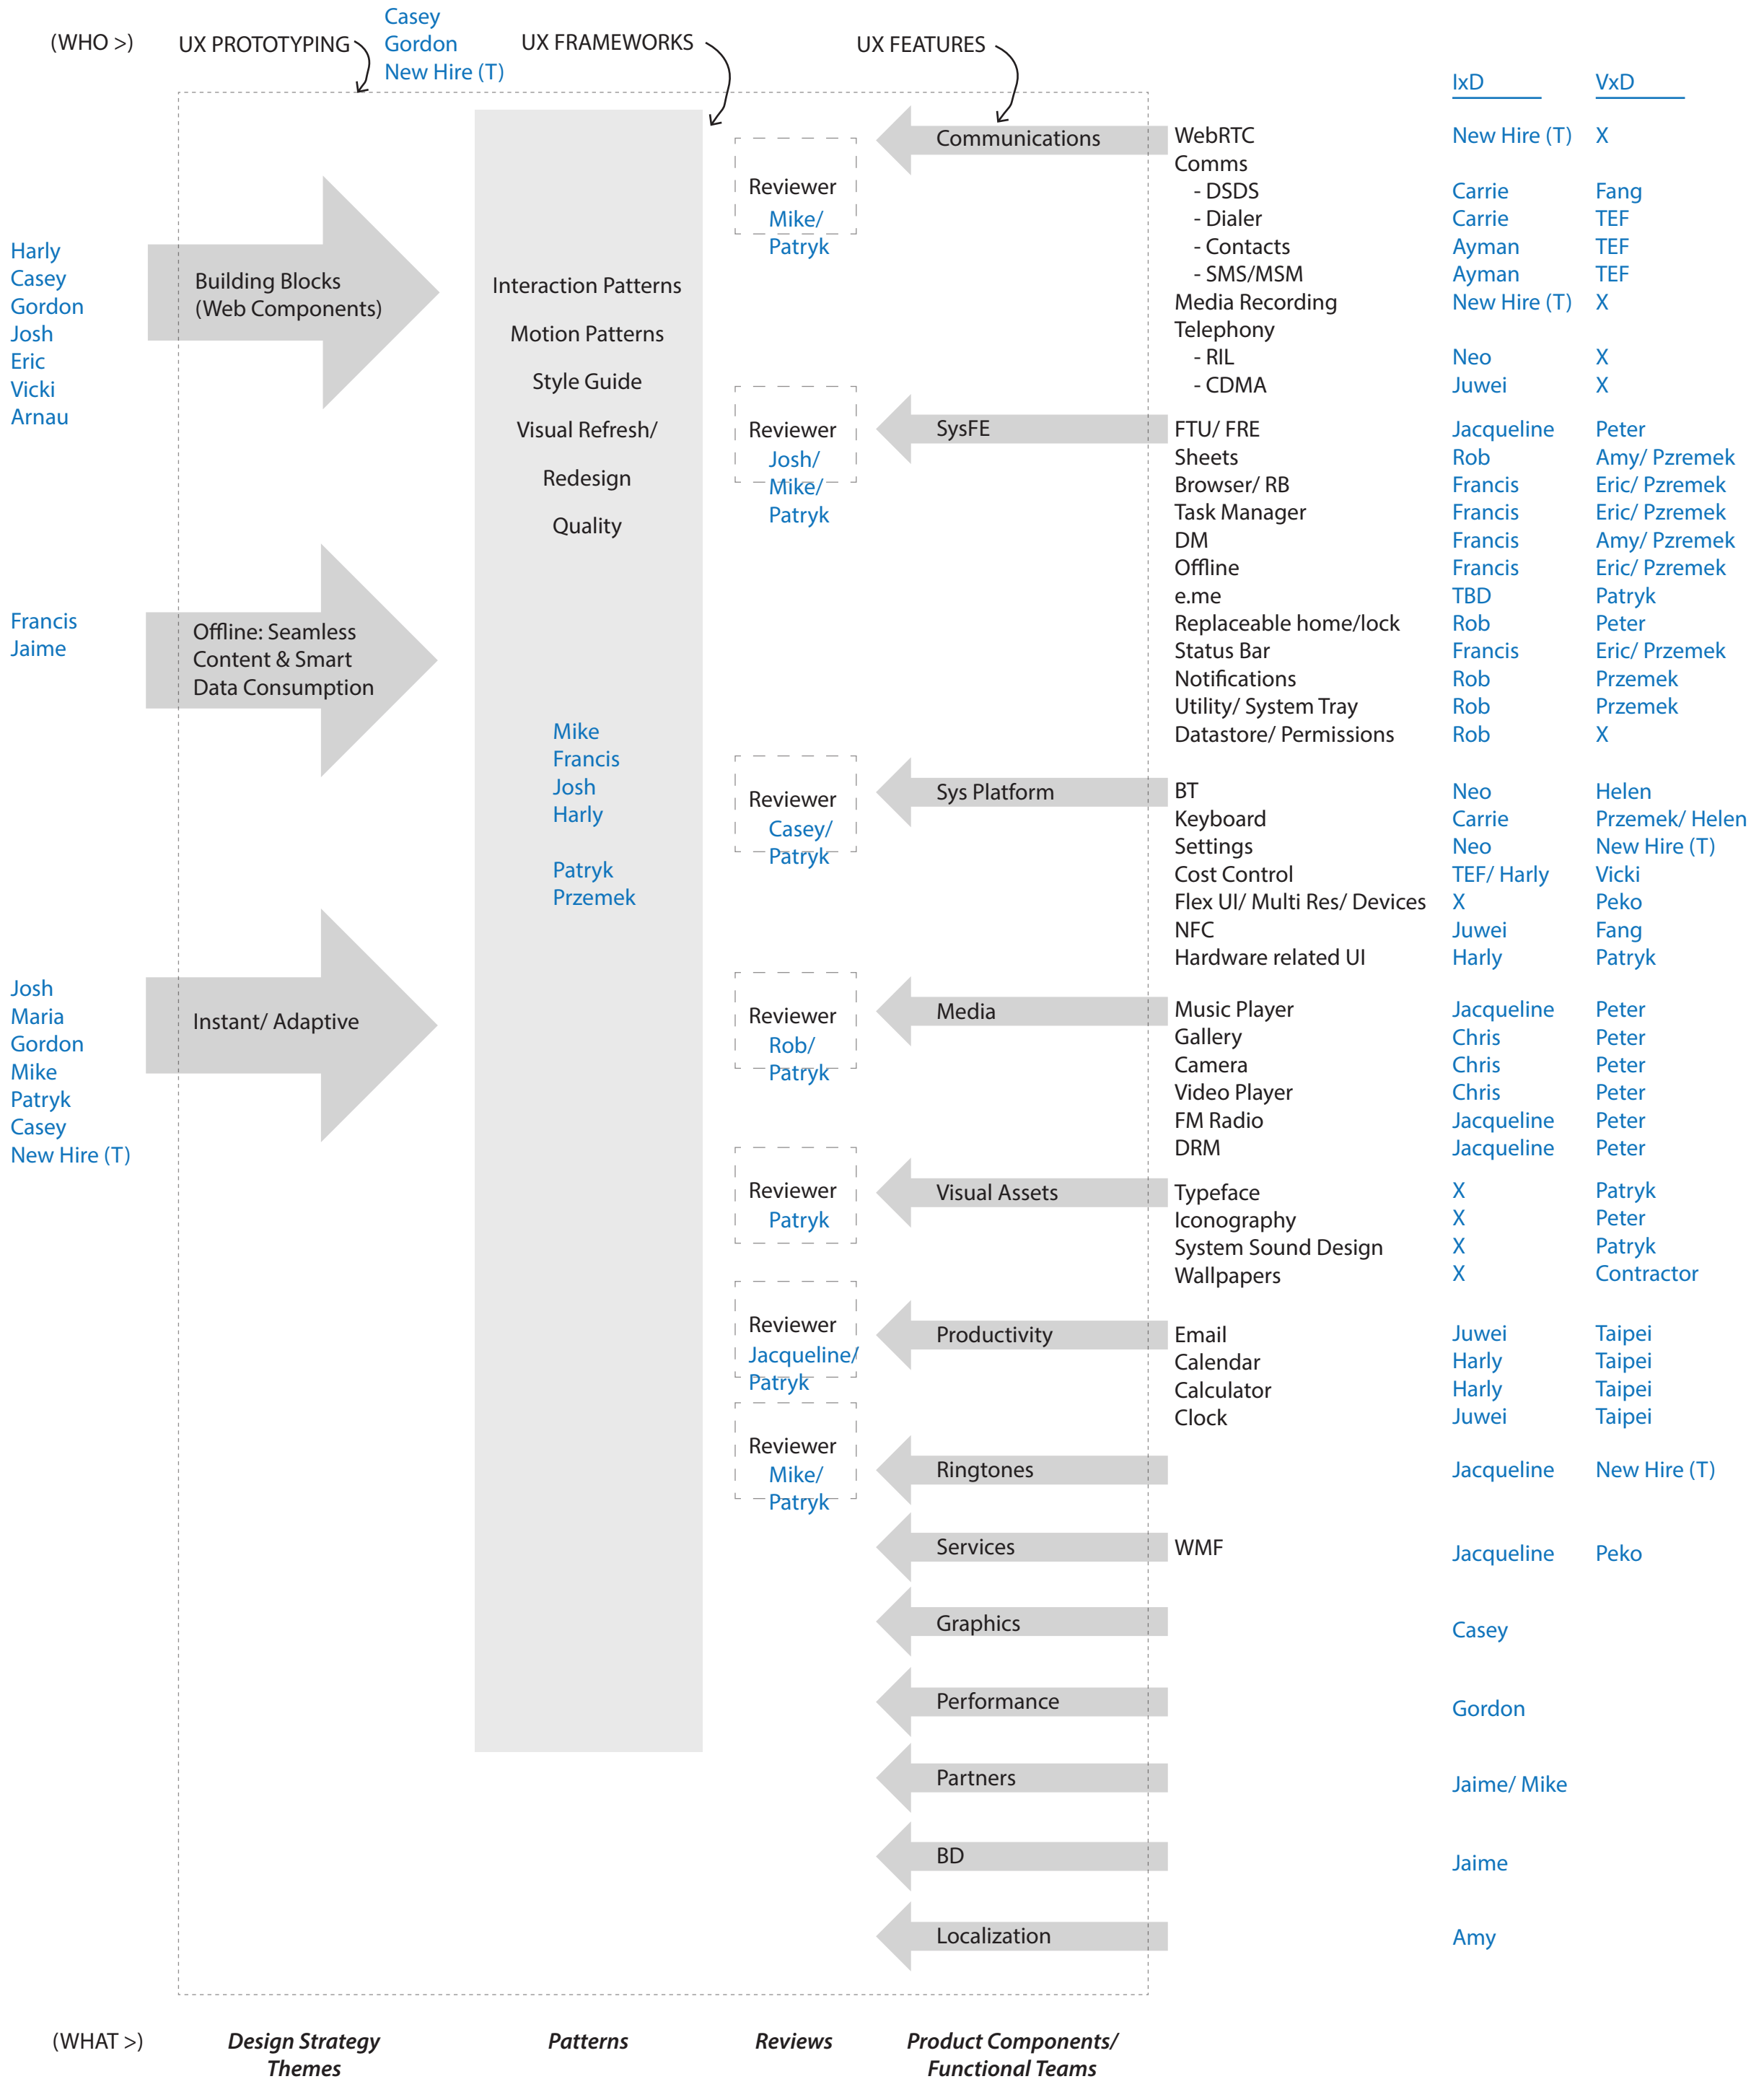 Casey
(WHO >) UX PROTOTYPING Gordon UX FRAMEWORKS UX FEATURES
New Hire (T)
IxD VxD
Communications
WebRTC New Hire (T) X
Comms
- DSDS Carrie Fang
- Dialer Carrie TEF
- Contacts Ayman TEF
- SMS/MSM Ayman TEF
Media Recording New Hire (T) X
Telephony
- RIL Neo X
- CDMA Juwei X
Reviewer
Mike/
Patryk
Harly
Casey
Gordon
Josh
Eric
Vicki
Arnau
Building Blocks
(Web Components)
Interaction Patterns
Motion Patterns
Style Guide
Visual Refresh/
Redesign
Quality
Reviewer
Josh/
Mike/
Patryk
SysFE
FTU/ FRE Jacqueline Peter
Sheets Rob Amy/ Pzremek
Browser/ RB Francis Eric/ Pzremek
Task Manager Francis Eric/ Pzremek
DM Francis Amy/ Pzremek
Offline Francis Eric/ Pzremek
e.me TBD Patryk
Replaceable home/lock Rob Peter
Status Bar Francis Eric/ Przemek
Notifications Rob Przemek
Utility/ System Tray Rob Przemek
Datastore/ Permissions Rob X
Francis
Jaime
Offline: Seamless
Content & Smart
Data Consumption
Mike
Francis
Josh
Harly
Patryk
Przemek
Reviewer
Casey/
Patryk
Sys Platform
BT Neo Helen
Keyboard Carrie Przemek/ Helen
Settings Neo New Hire (T)
Cost Control TEF/ Harly Vicki
Flex UI/ Multi Res/ Devices X Peko
NFC Juwei Fang
Hardware related UI Harly Patryk
Josh
Maria
Gordon
Mike
Patryk
Casey
New Hire (T)
Instant/ Adaptive
Reviewer
Rob/
Patryk
Media
Music Player Jacqueline Peter
Gallery Chris Peter
Camera Chris Peter
Video Player Chris Peter
FM Radio Jacqueline Peter
DRM Jacqueline Peter
Reviewer
Patryk
Visual Assets
Typeface X Patryk
Iconography X Peter
System Sound Design X Patryk
Wallpapers X Contractor
Reviewer
Jacqueline/
Patryk
Productivity
Email Juwei Taipei
Calendar Harly Taipei
Calculator Harly Taipei
Clock Juwei Taipei
Reviewer
Mike/
Patryk
Ringtones Jacqueline New Hire (T)
Services WMF Jacqueline Peko
Graphics Casey
Performance Gordon
Partners Jaime/ Mike
BD Jaime
Localization Amy
(WHAT >) Design Strategy Patterns Reviews Product Components/
Themes Functional Teams